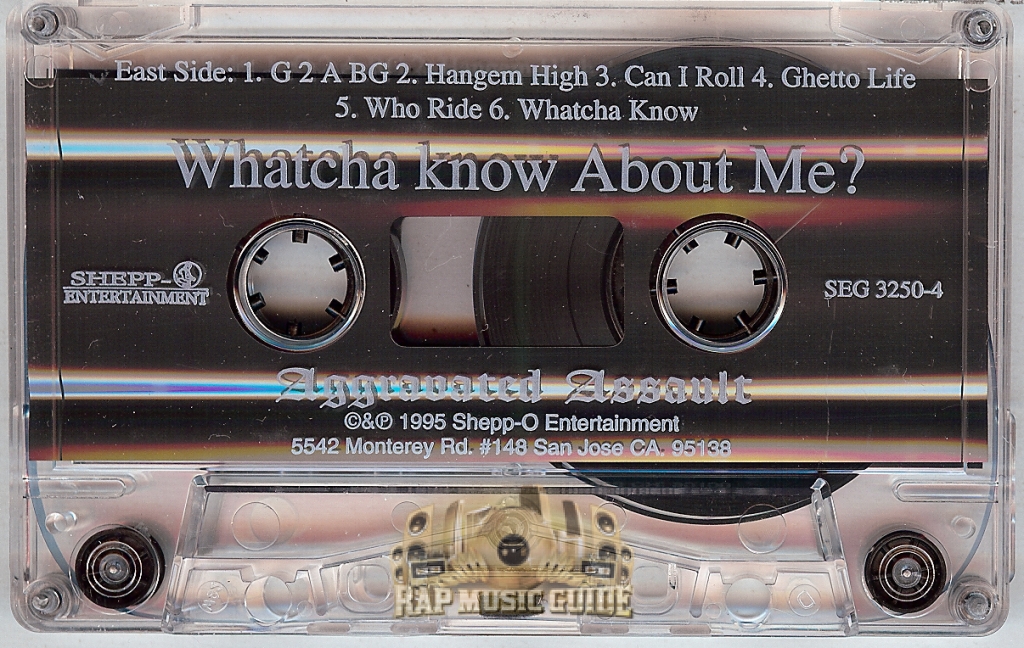 East Side: 1. G 2 A BG 2. Hangem High 3. Can I Roll 4. Ghetto Life
5. Who Ride 6. Whatcha Know
Whatcha know About Me?
SHEPP-O
ENTERTAINMENT
SEG 3250-4
Aggravated Assault
©&℗ 1995 Shepp-O Entertainment
5542 Monterey Rd. #148 San Jose CA. 95138
RAP MUSIC GUIDE